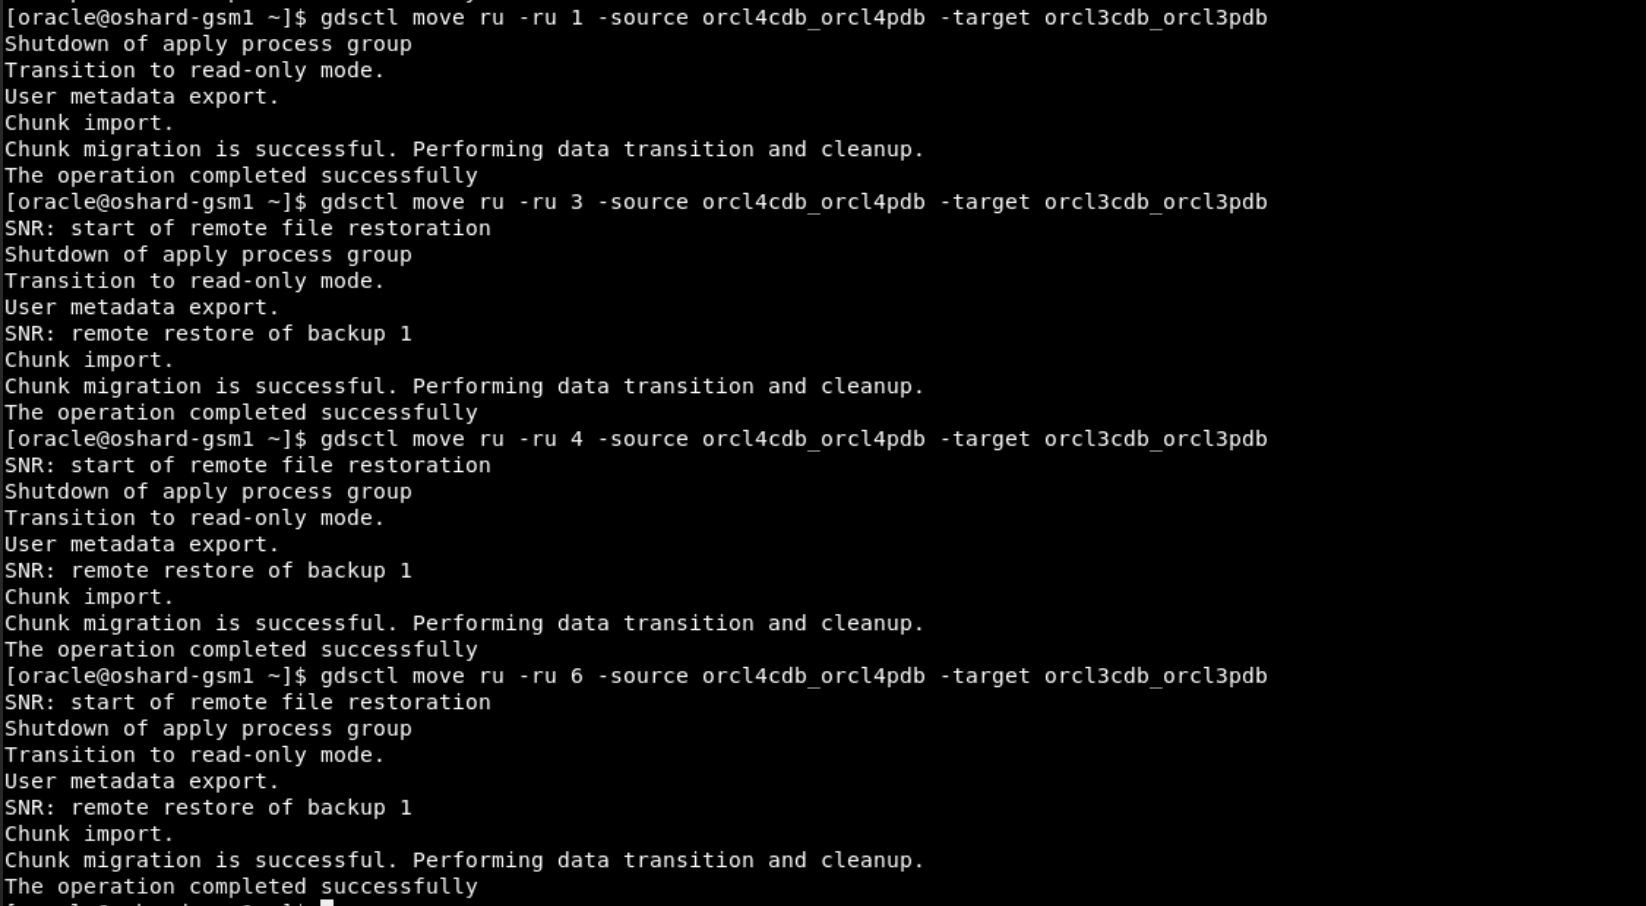 [oracle@oshard-gsm1 ~]$ gdsctl move ru -ru 1 -source orcl4cdb_orcl4pdb -target orcl3cdb_orcl3pdb
Shutdown of apply process group
Transition to read-only mode.
User metadata export.
Chunk import.
Chunk migration is successful. Performing data transition and cleanup.
The operation completed successfully
[oracle@oshard-gsm1 ~]$ gdsctl move ru -ru 3 -source orcl4cdb_orcl4pdb -target orcl3cdb_orcl3pdb
SNR: start of remote file restoration
Shutdown of apply process group
Transition to read-only mode.
User metadata export.
SNR: remote restore of backup 1
Chunk import.
Chunk migration is successful. Performing data transition and cleanup.
The operation completed successfully
[oracle@oshard-gsm1 ~]$ gdsctl move ru -ru 4 -source orcl4cdb_orcl4pdb -target orcl3cdb_orcl3pdb
SNR: start of remote file restoration
Shutdown of apply process group
Transition to read-only mode.
User metadata export.
SNR: remote restore of backup 1
Chunk import.
Chunk migration is successful. Performing data transition and cleanup.
The operation completed successfully
[oracle@oshard-gsm1 ~]$ gdsctl move ru -ru 6 -source orcl4cdb_orcl4pdb -target orcl3cdb_orcl3pdb
SNR: start of remote file restoration
Shutdown of apply process group
Transition to read-only mode.
User metadata export.
SNR: remote restore of backup 1
Chunk import.
Chunk migration is successful. Performing data transition and cleanup.
The operation completed successfully